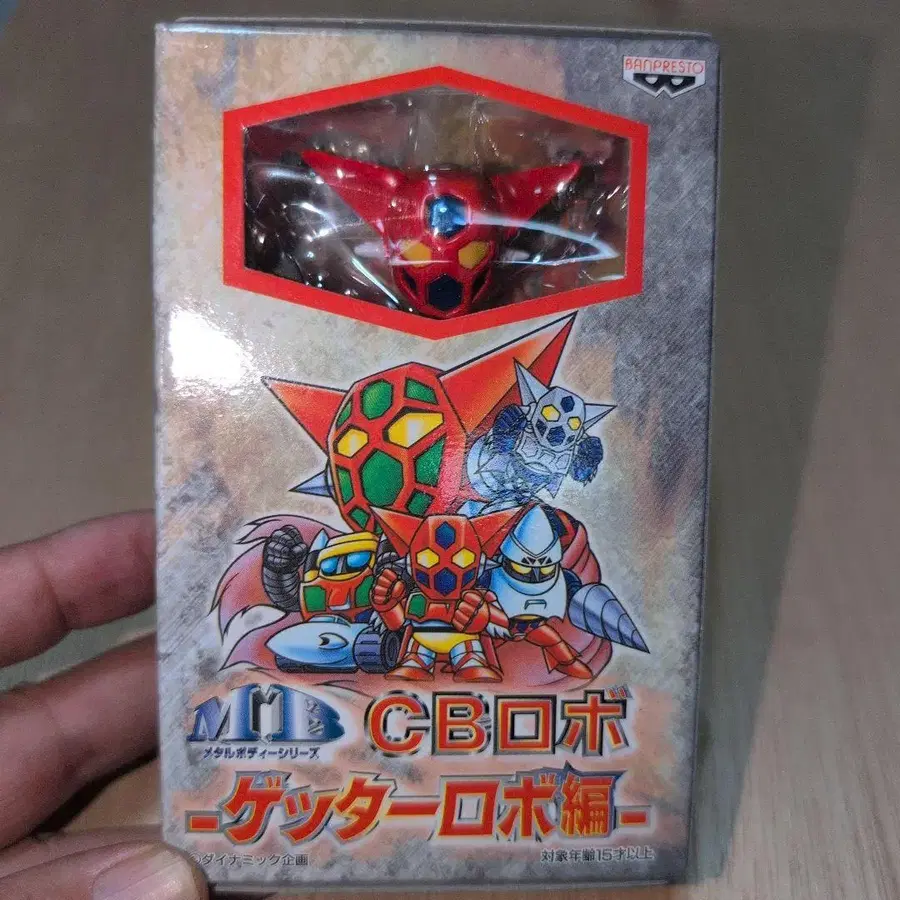 BANPRESTO
MB
メタルボディーシリーズ
CBロボ
-ゲッターロボ編-
©ダイナミック企画
対象年齢15才以上